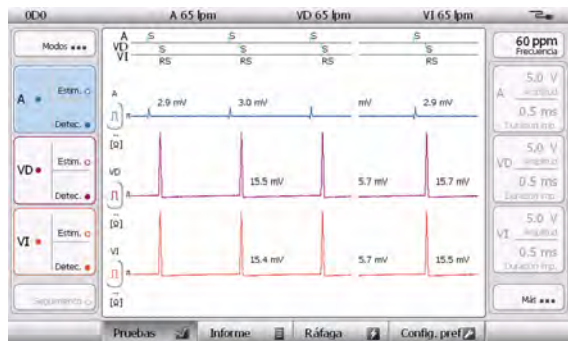 0D0 A 65 lpm VD 65 lpm VI 65 lpm
Modos
A S S S S
VD S S S S
VI RS RS RS RS
60 ppm
Frecuencia
A
Estim.
Detec.
A
2.9 mV 3.0 mV mV 2.9 mV
A
5.0 V
Amplitud
0.5 ms
Duración imp.
VD
Estim.
Detec.
[Ω]
VD
15.5 mV 5.7 mV 15.7 mV
VD
5.0 V
Amplitud
0.5 ms
Duración imp.
VI
Estim.
Detec.
[Ω]
VI
15.4 mV 5.7 mV 15.5 mV
VI
5.0 V
Amplitud
0.5 ms
Duración imp.
Seguimiento
[Ω]
Más
Pruebas Informe Ráfaga Config. pref